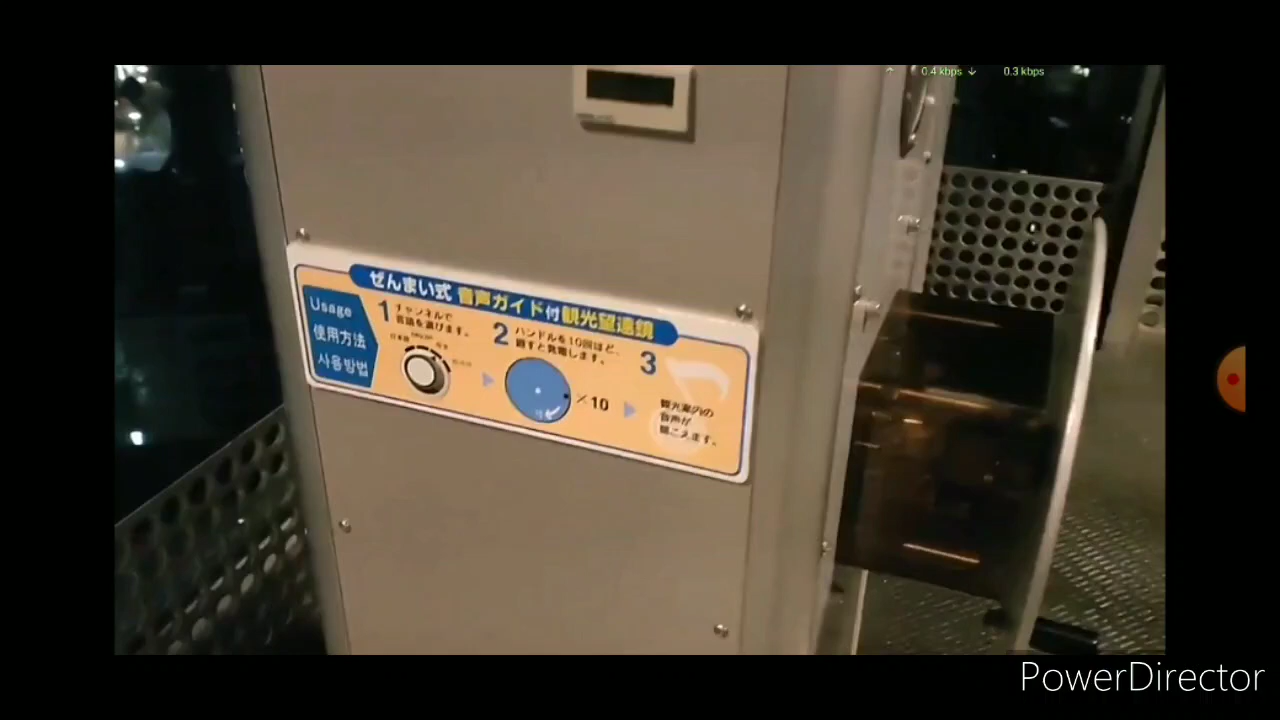 0.4 kbps 0.3 kbps
ぜんまい式 音声ガイド付 観光望遠鏡
Usage
使用方法
사용방법
1 チャンネルで
言語を選びます。
日本語
2 ハンドルを10回ほど、
回すと発電します。
×10
3
観光案内の
音声が
聞こえます。
PowerDirector